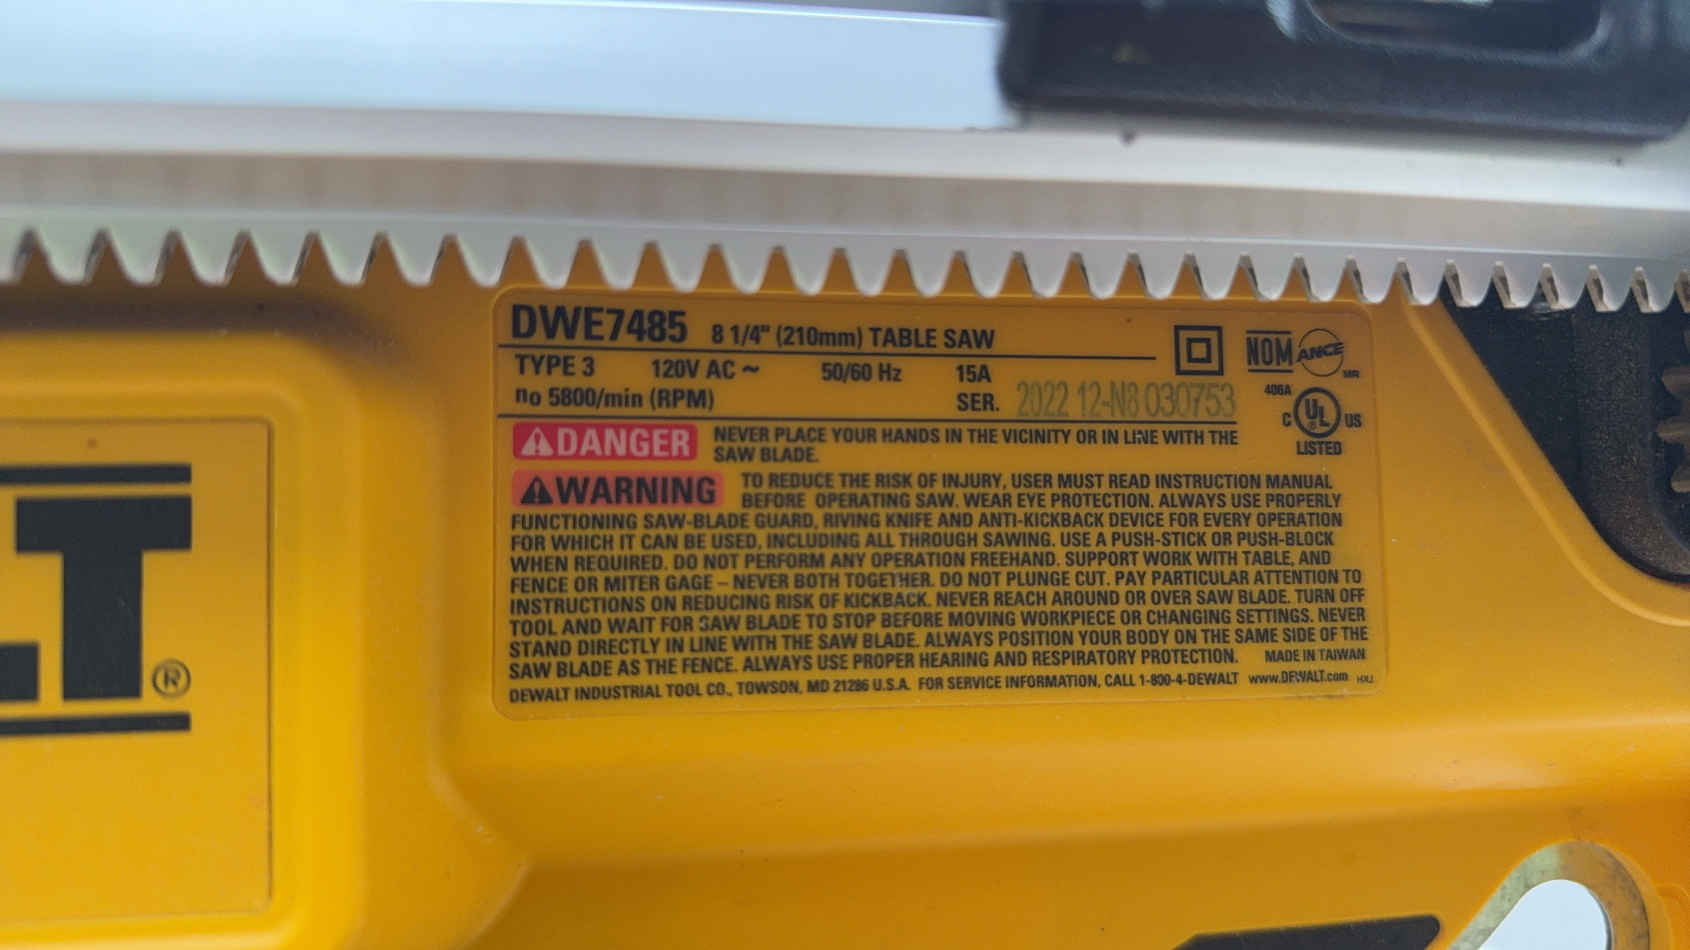 DWE7485 8 1/4" (210mm) TABLE SAW
TYPE 3 120V AC ~ 50/60 Hz 15A
no 5800/min (RPM) SER. 2022 12-N8 030753
NOM ANCE MR
406A
C UL US
LISTED
DANGER NEVER PLACE YOUR HANDS IN THE VICINITY OR IN LINE WITH THE
SAW BLADE.
WARNING TO REDUCE THE RISK OF INJURY, USER MUST READ INSTRUCTION MANUAL
BEFORE OPERATING SAW. WEAR EYE PROTECTION. ALWAYS USE PROPERLY
FUNCTIONING SAW-BLADE GUARD, RIVING KNIFE AND ANTI-KICKBACK DEVICE FOR EVERY OPERATION
FOR WHICH IT CAN BE USED, INCLUDING ALL THROUGH SAWING. USE A PUSH-STICK OR PUSH-BLOCK
WHEN REQUIRED. DO NOT PERFORM ANY OPERATION FREEHAND. SUPPORT WORK WITH TABLE, AND
FENCE OR MITER GAGE – NEVER BOTH TOGETHER. DO NOT PLUNGE CUT. PAY PARTICULAR ATTENTION TO
INSTRUCTIONS ON REDUCING RISK OF KICKBACK. NEVER REACH AROUND OR OVER SAW BLADE. TURN OFF
TOOL AND WAIT FOR SAW BLADE TO STOP BEFORE MOVING WORKPIECE OR CHANGING SETTINGS. NEVER
STAND DIRECTLY IN LINE WITH THE SAW BLADE. ALWAYS POSITION YOUR BODY ON THE SAME SIDE OF THE
SAW BLADE AS THE FENCE. ALWAYS USE PROPER HEARING AND RESPIRATORY PROTECTION. MADE IN TAIWAN
DEWALT INDUSTRIAL TOOL CO., TOWSON, MD 21286 U.S.A. FOR SERVICE INFORMATION, CALL 1-800-4-DEWALT www.DEWALT.com
LT®